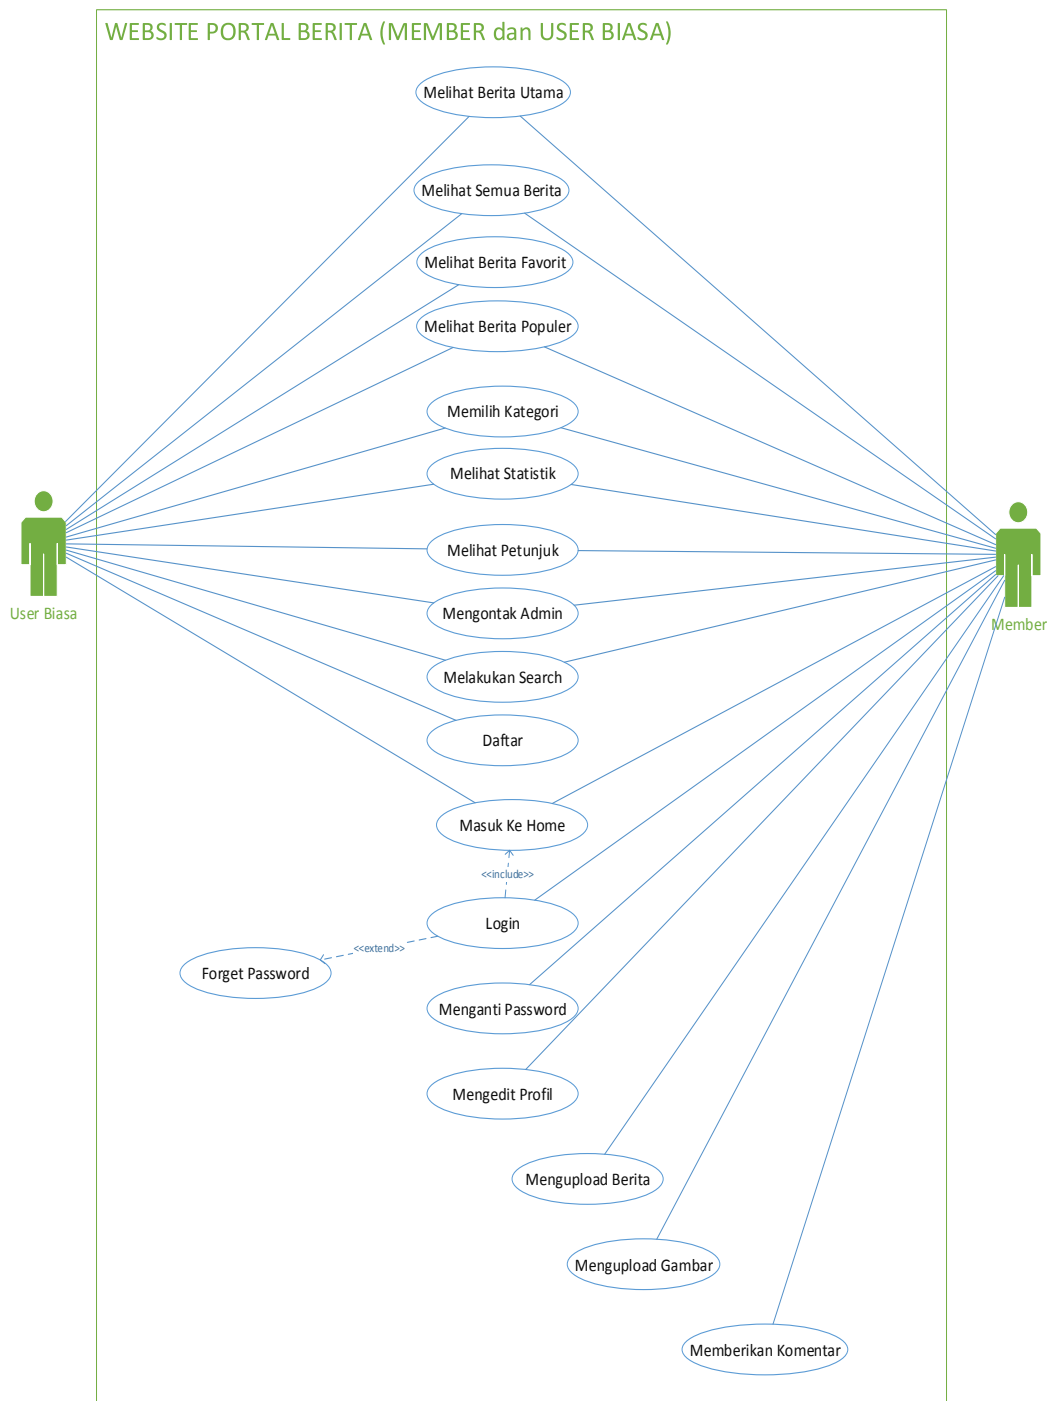 WEBSITE PORTAL BERITA (MEMBER dan USER BIASA)
Melihat Berita Utama
Melihat Semua Berita
Melihat Berita Favorit
Melihat Berita Populer
Memilih Kategori
Melihat Statistik
Melihat Petunjuk
User Biasa
Mengontak Admin
Member
Melakukan Search
Daftar
Masuk Ke Home
<<include>>
Login
<<extend>>
Forget Password
Menganti Password
Mengedit Profil
Mengupload Berita
Mengupload Gambar
Memberikan Komentar